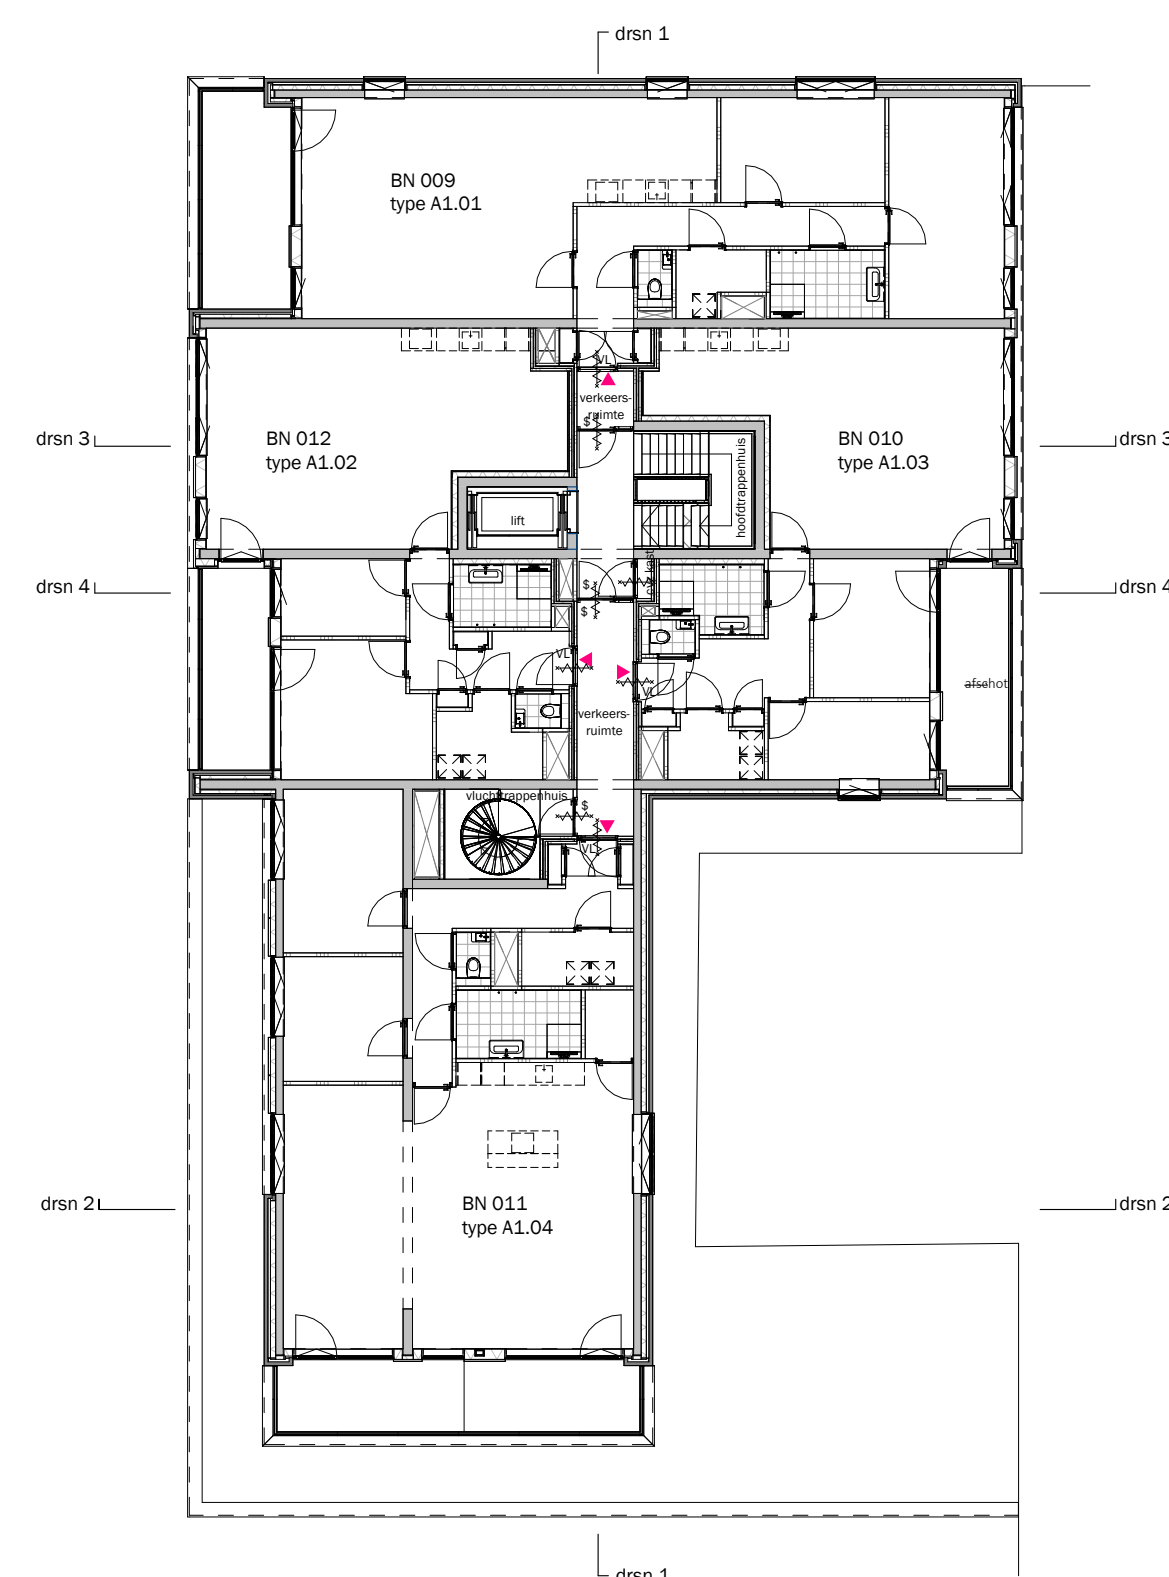 drsn 1
BN 009
type A1.01
VL
verkeers-
ruimte
$
drsn 3
BN 012
type A1.02
BN 010
type A1.03
drsn 3
hoofdtrappenhuis
lift
drsn 4
$
$
drsn 4
VL
VL
afschot
verkeers-
ruimte
vluchttrappenhuis
$
VL
drsn 2
BN 011
type A1.04
drsn 2
drsn 1